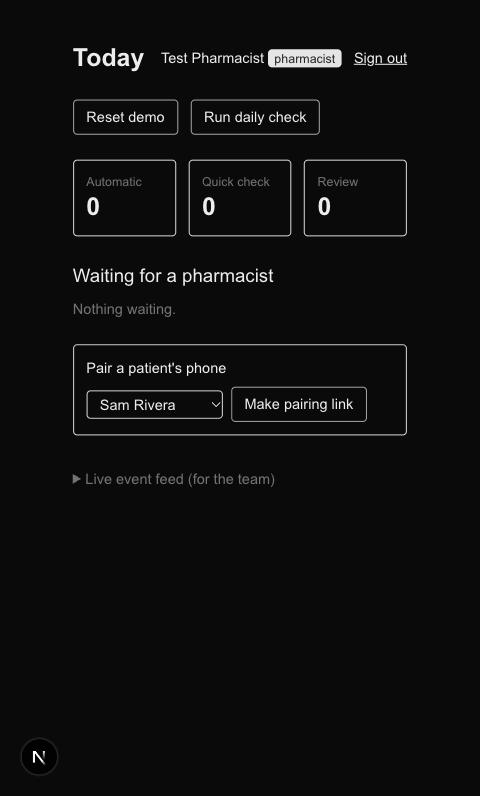 Today Test Pharmacist pharmacist Sign out
Reset demo Run daily check
Automatic Quick check Review
0 0 0
Waiting for a pharmacist
Nothing waiting.
Pair a patient's phone
Sam Rivera Make pairing link
Live event feed (for the team)
N